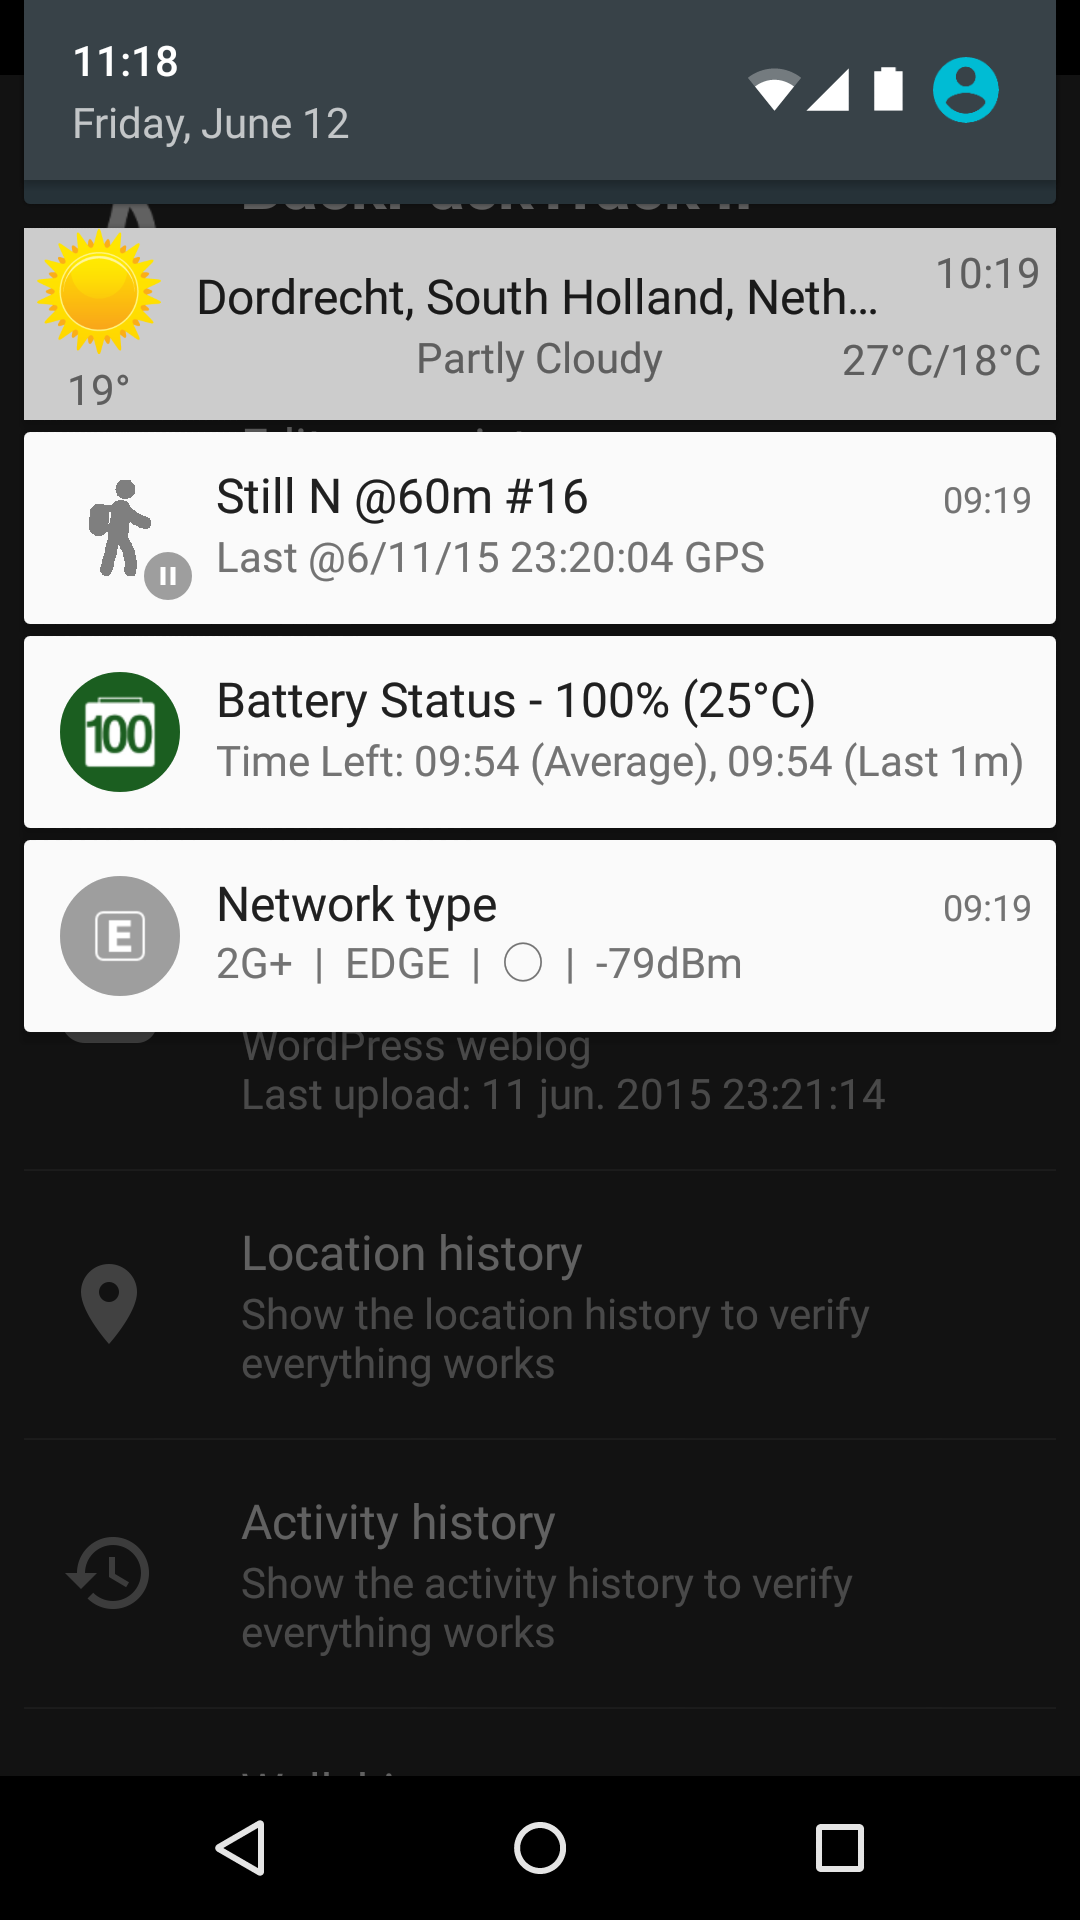 11:18
Friday, June 12
BackPackTrack II
10:19
Dordrecht, South Holland, Neth...
Partly Cloudy
27°C/18°C
19°
Still N @60m #16
09:19
Last @6/11/15 23:20:04 GPS
100
Battery Status - 100% (25°C)
Time Left: 09:54 (Average), 09:54 (Last 1m)
E
Network type
09:19
2G+ | EDGE | ◯ | -79dBm
WordPress weblog
Last upload: 11 jun. 2015 23:21:14
Location history
Show the location history to verify
everything works
Activity history
Show the activity history to verify
everything works